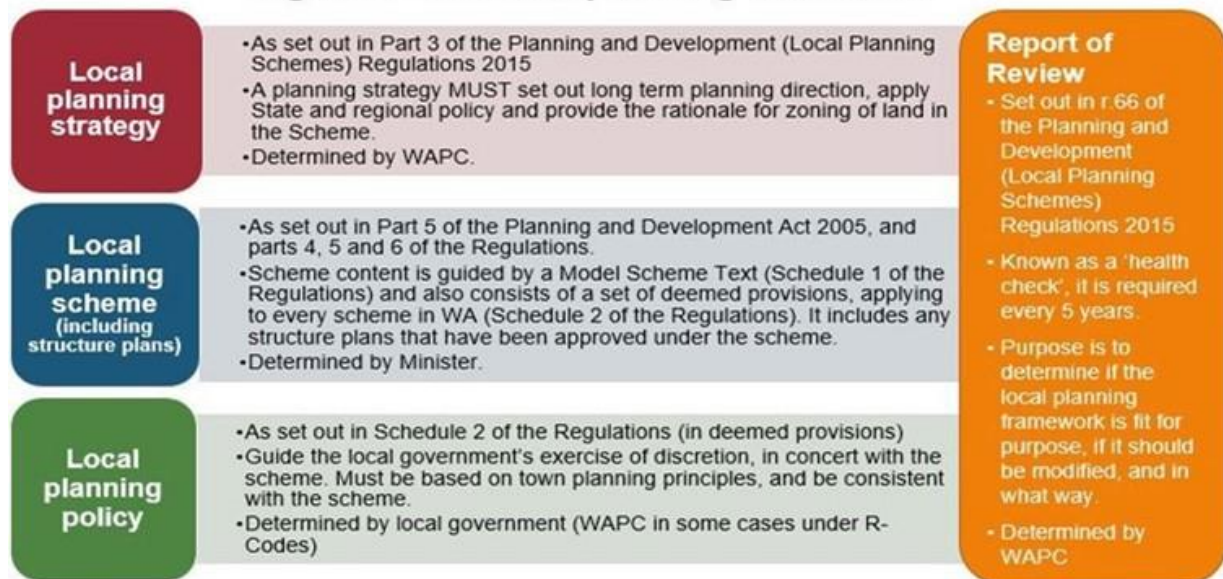 Local
planning
strategy
•As set out in Part 3 of the Planning and Development (Local Planning
Schemes) Regulations 2015
•A planning strategy MUST set out long term planning direction, apply
State and regional policy and provide the rationale for zoning of land in
the Scheme.
•Determined by WAPC.
Local
planning
scheme
(including
structure plans)
•As set out in Part 5 of the Planning and Development Act 2005, and
parts 4, 5 and 6 of the Regulations.
•Scheme content is guided by a Model Scheme Text (Schedule 1 of the
Regulations) and also consists of a set of deemed provisions, applying
to every scheme in WA (Schedule 2 of the Regulations). It includes any
structure plans that have been approved under the scheme.
•Determined by Minister.
Local
planning
policy
•As set out in Schedule 2 of the Regulations (in deemed provisions)
•Guide the local government's exercise of discretion, in concert with the
scheme. Must be based on town planning principles, and be consistent
with the scheme.
•Determined by local government (WAPC in some cases under R-
Codes)
Report of
Review
• Set out in r.66 of
the Planning and
Development
(Local Planning
Schemes)
Regulations 2015
• Known as a 'health
check', it is required
every 5 years.
• Purpose is to
determine if the
local planning
framework is fit for
purpose, if it should
be modified, and in
what way.
• Determined by
WAPC